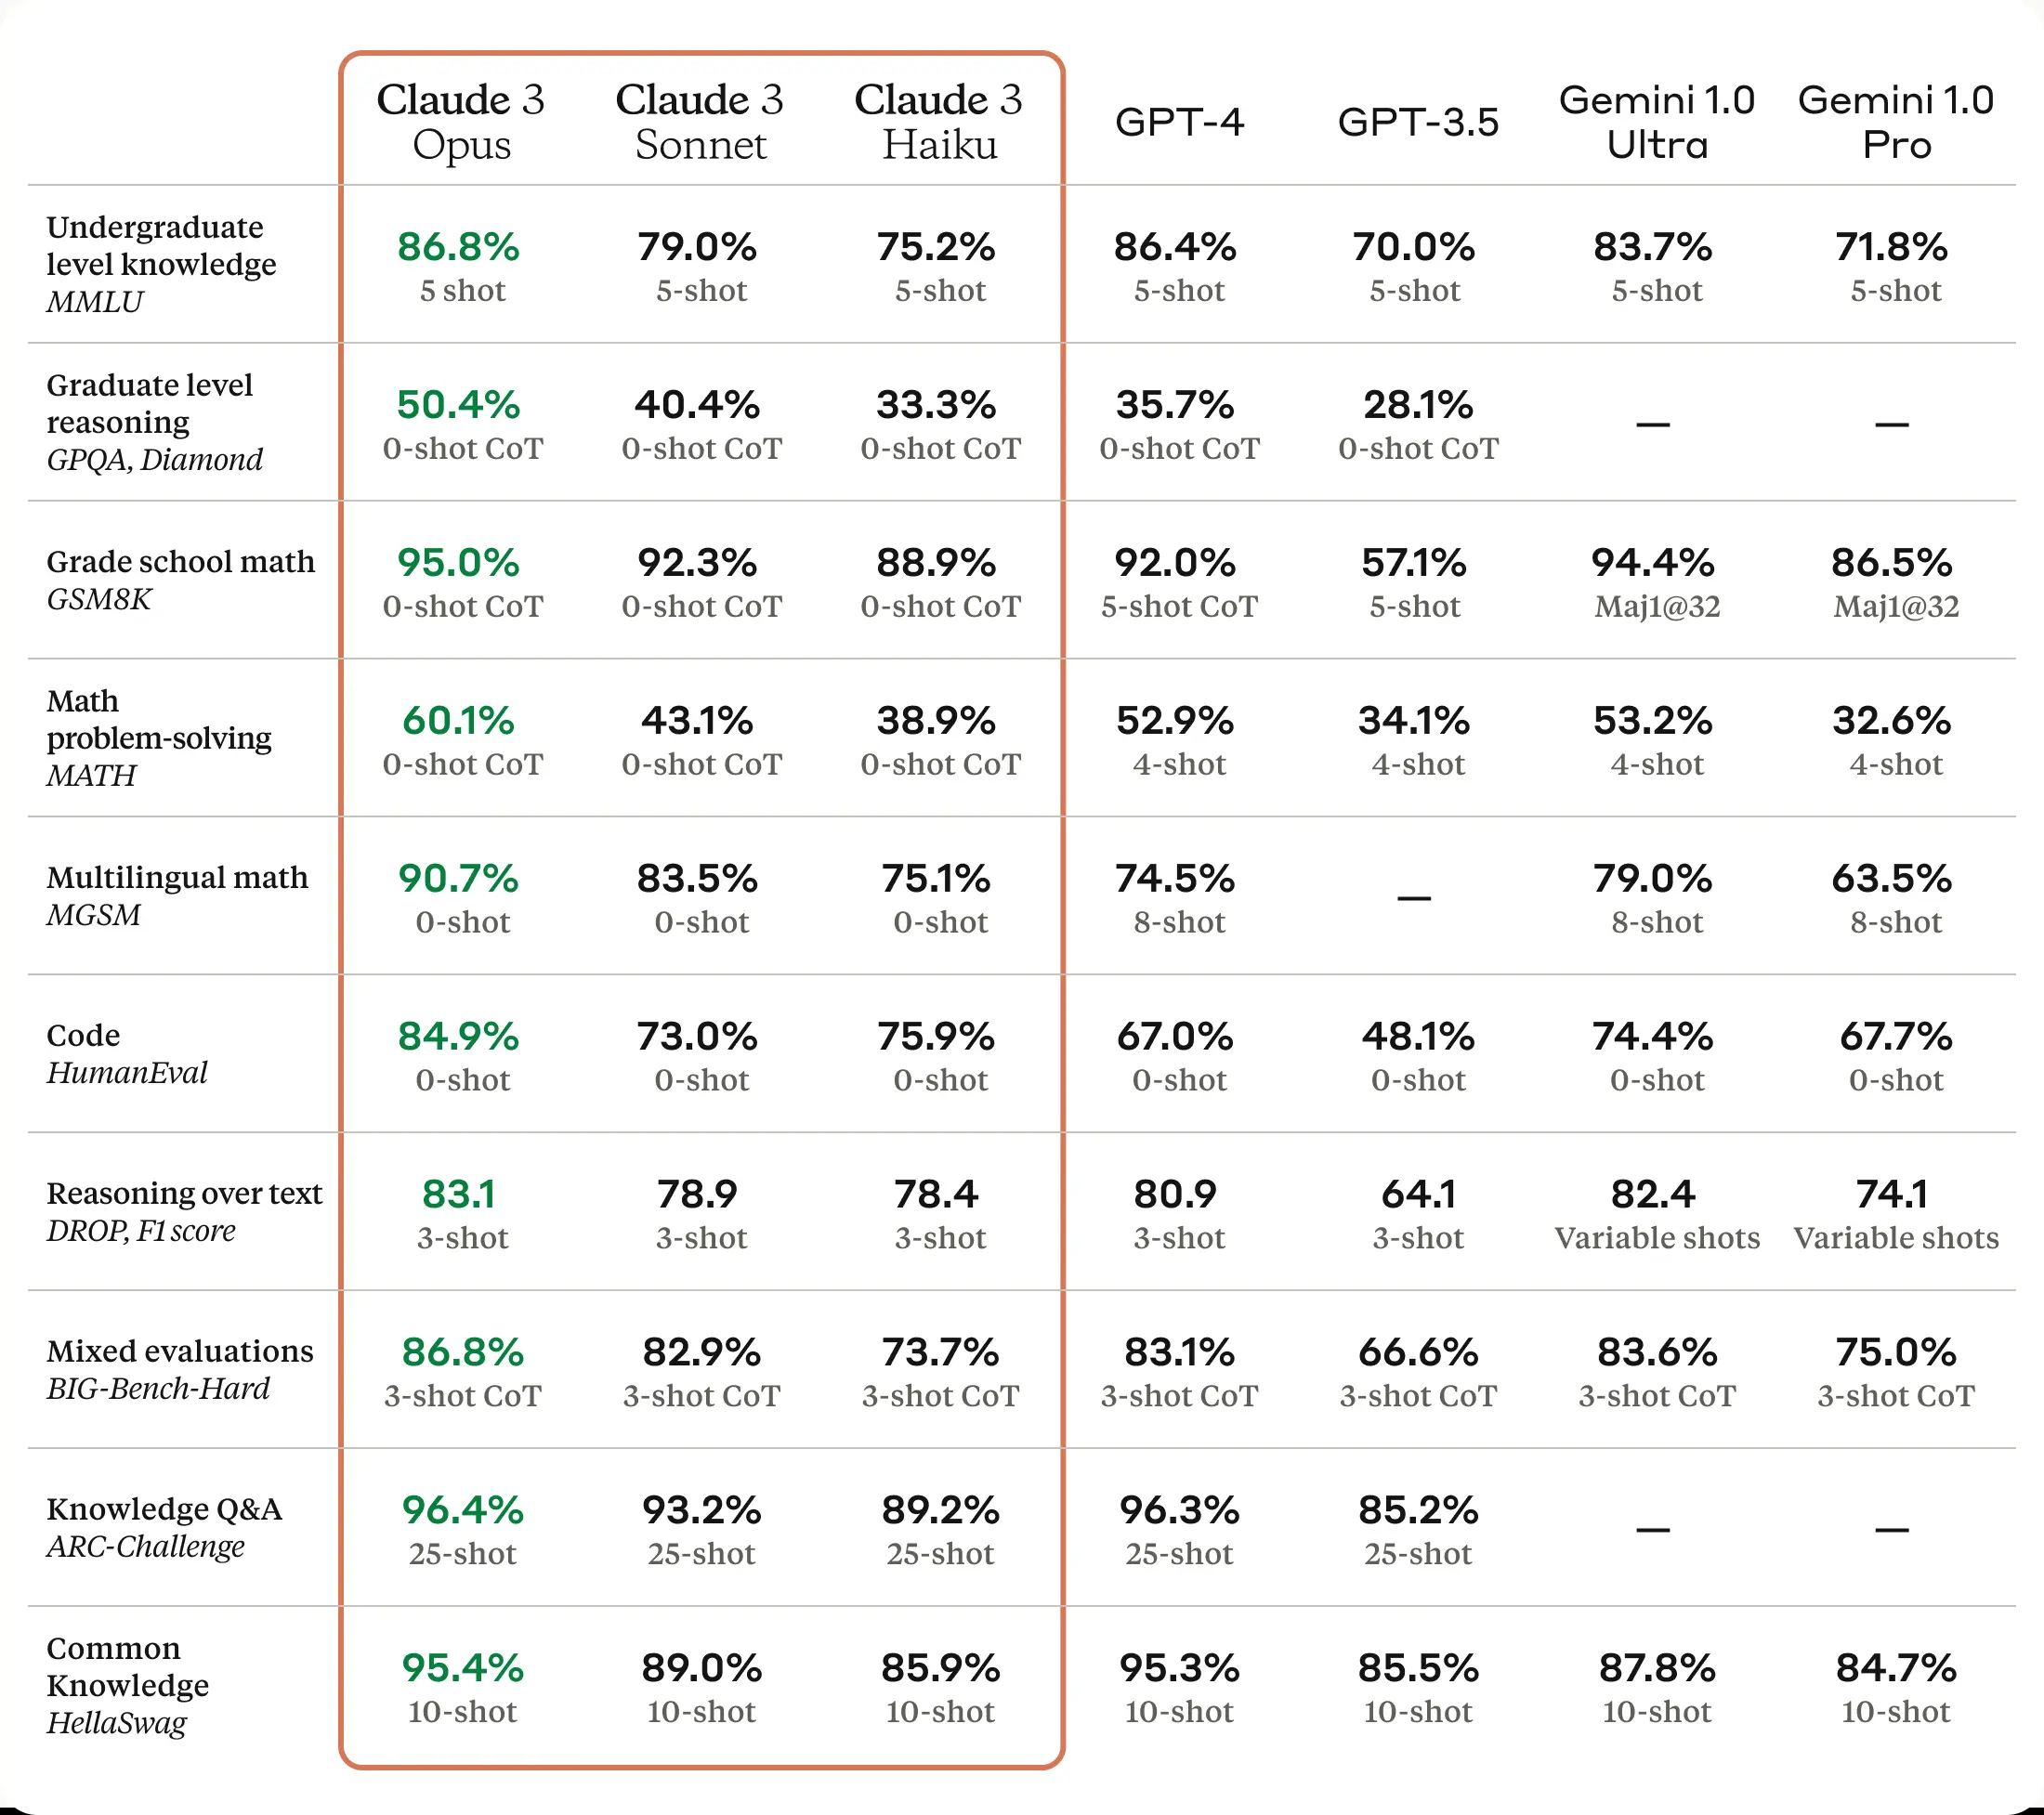 Claude 3 Claude 3 Claude 3 GPT-4 GPT-3.5 Gemini 1.0 Gemini 1.0
Opus Sonnet Haiku Ultra Pro
Undergraduate
level knowledge
MMLU
86.8% 79.0% 75.2% 86.4% 70.0% 83.7% 71.8%
5 shot 5-shot 5-shot 5-shot 5-shot 5-shot 5-shot
Graduate level
reasoning
GPQA, Diamond
50.4% 40.4% 33.3% 35.7% 28.1% — —
0-shot CoT 0-shot CoT 0-shot CoT 0-shot CoT 0-shot CoT
Grade school math
GSM8K
95.0% 92.3% 88.9% 92.0% 57.1% 94.4% 86.5%
0-shot CoT 0-shot CoT 0-shot CoT 5-shot CoT 5-shot Maj1@32 Maj1@32
Math
problem-solving
MATH
60.1% 43.1% 38.9% 52.9% 34.1% 53.2% 32.6%
0-shot CoT 0-shot CoT 0-shot CoT 4-shot 4-shot 4-shot 4-shot
Multilingual math
MGSM
90.7% 83.5% 75.1% 74.5% — 79.0% 63.5%
0-shot 0-shot 0-shot 8-shot 8-shot 8-shot
Code
HumanEval
84.9% 73.0% 75.9% 67.0% 48.1% 74.4% 67.7%
0-shot 0-shot 0-shot 0-shot 0-shot 0-shot 0-shot
Reasoning over text
DROP, F1 score
83.1 78.9 78.4 80.9 64.1 82.4 74.1
3-shot 3-shot 3-shot 3-shot 3-shot Variable shots Variable shots
Mixed evaluations
BIG-Bench-Hard
86.8% 82.9% 73.7% 83.1% 66.6% 83.6% 75.0%
3-shot CoT 3-shot CoT 3-shot CoT 3-shot CoT 3-shot CoT 3-shot CoT 3-shot CoT
Knowledge Q&A
ARC-Challenge
96.4% 93.2% 89.2% 96.3% 85.2% — —
25-shot 25-shot 25-shot 25-shot 25-shot
Common
Knowledge
HellaSwag
95.4% 89.0% 85.9% 95.3% 85.5% 87.8% 84.7%
10-shot 10-shot 10-shot 10-shot 10-shot 10-shot 10-shot